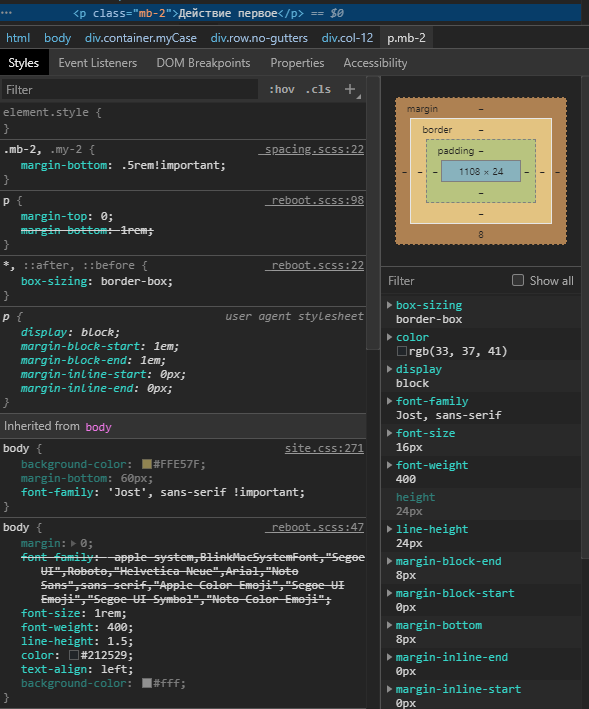 ⋯ <p class="mb-2">Действие первое</p> == $0
html body div.container.myCase div.row.no-gutters div.col-12 p.mb-2
Styles Event Listeners DOM Breakpoints Properties Accessibility
Filter :hov .cls +
element.style {
}
.mb-2, .my-2 { _spacing.scss:22
margin-bottom: .5rem!important;
}
p { _reboot.scss:98
margin-top: 0;
margin-bottom: 1rem;
}
*, ::after, ::before { _reboot.scss:22
box-sizing: border-box;
}
p { user agent stylesheet
display: block;
margin-block-start: 1em;
margin-block-end: 1em;
margin-inline-start: 0px;
margin-inline-end: 0px;
}
Inherited from body
body { site.css:271
background-color: #FFE57F;
margin-bottom: 60px;
font-family: 'Jost', sans-serif !important;
}
body { _reboot.scss:47
margin: 0;
font-family: -apple-system,BlinkMacSystemFont,"Segoe
UI",Roboto,"Helvetica Neue",Arial,"Noto
Sans",sans-serif,"Apple Color Emoji","Segoe UI
Emoji","Segoe UI Symbol","Noto Color Emoji";
font-size: 1rem;
font-weight: 400;
line-height: 1.5;
color: #212529;
text-align: left;
background-color: #fff;
}
margin –
border –
padding –
– – – 1108 × 24 – – –
–
–
8
Filter Show all
box-sizing
border-box
color
rgb(33, 37, 41)
display
block
font-family
Jost, sans-serif
font-size
16px
font-weight
400
height
24px
line-height
24px
margin-block-end
8px
margin-block-start
0px
margin-bottom
8px
margin-inline-end
0px
margin-inline-start
0px